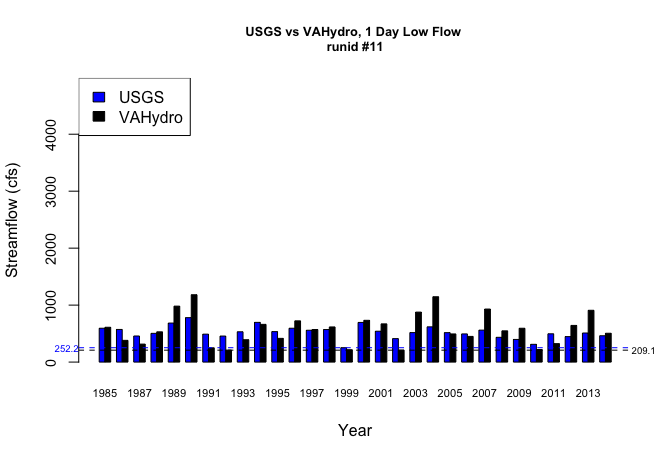 USGS vs VAHydro, 1 Day Low Flow
runid #11
USGS
VAHydro
Streamflow (cfs)
4000
3000
2000
1000
0
252.2
209.1
1985 1987 1989 1991 1993 1995 1997 1999 2001 2003 2005 2007 2009 2011 2013
Year